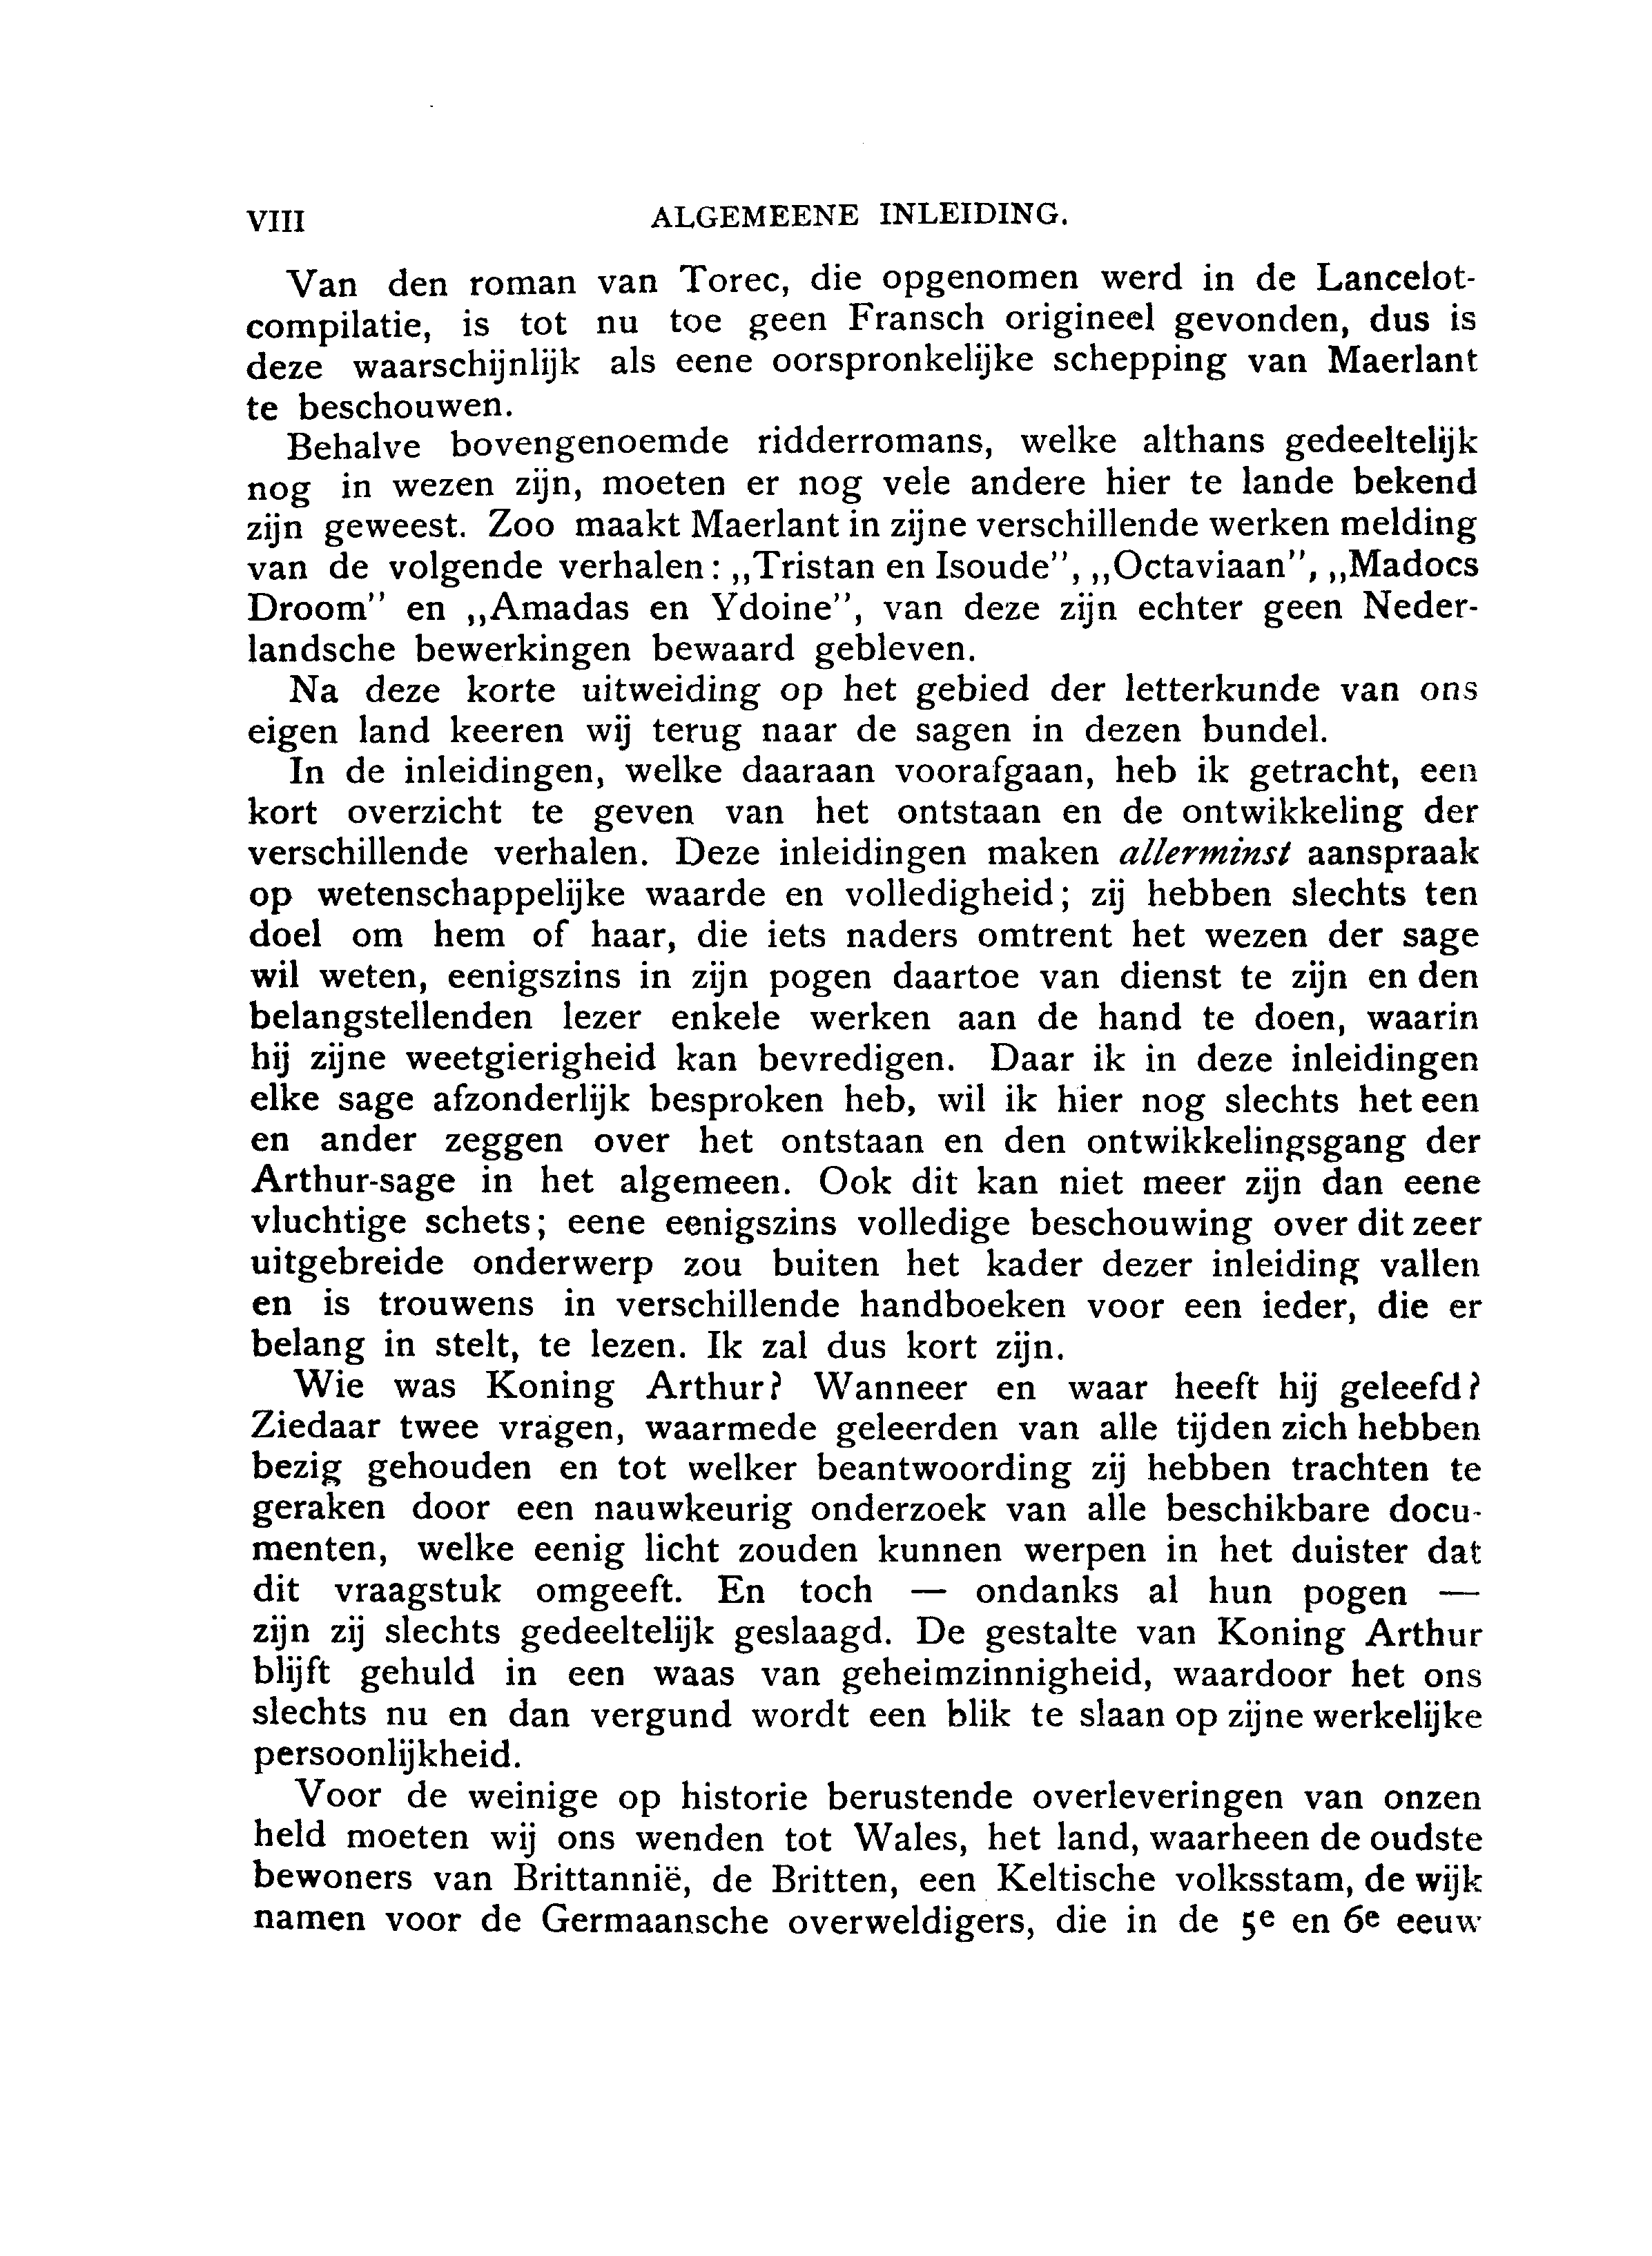 VIII ALGEMEENE INLEIDING.
Van den roman van Torec, die opgenomen werd in de Lancelot-
compilatie, is tot nu toe geen Fransch origineel gevonden, dus is
deze waarschijnlijk als eene oorspronkelijke schepping van Maerlant
te beschouwen.
Behalve bovengenoemde ridderromans, welke althans gedeeltelijk
nog in wezen zijn, moeten er nog vele andere hier te lande bekend
zijn geweest. Zoo maakt Maerlant in zijne verschillende werken melding
van de volgende verhalen: ,,Tristan en Isoude'', ,,Octaviaan'', ,,Madocs
Droom'' en ,,Amadas en Ydoine'', van deze zijn echter geen Neder-
landsche bewerkingen bewaard gebleven.
Na deze korte uitweiding op het gebied der letterkunde van ons
eigen land keeren wij terug naar de sagen in dezen bundel.
In de inleidingen, welke daaraan voorafgaan, heb ik getracht, een
kort overzicht te geven van het ontstaan en de ontwikkeling der
verschillende verhalen. Deze inleidingen maken allerminst aanspraak
op wetenschappelijke waarde en volledigheid; zij hebben slechts ten
doel om hem of haar, die iets naders omtrent het wezen der sage
wil weten, eenigszins in zijn pogen daartoe van dienst te zijn en den
belangstellenden lezer enkele werken aan de hand te doen, waarin
hij zijne weetgierigheid kan bevredigen. Daar ik in deze inleidingen
elke sage afzonderlijk besproken heb, wil ik hier nog slechts het een
en ander zeggen over het ontstaan en den ontwikkelingsgang der
Arthur-sage in het algemeen. Ook dit kan niet meer zijn dan eene
vluchtige schets; eene eenigszins volledige beschouwing over dit zeer
uitgebreide onderwerp zou buiten het kader dezer inleiding vallen
en is trouwens in verschillende handboeken voor een ieder, die er
belang in stelt, te lezen. Ik zal dus kort zijn.
Wie was Koning Arthur? Wanneer en waar heeft hij geleefd?
Ziedaar twee vragen, waarmede geleerden van alle tijden zich hebben
bezig gehouden en tot welker beantwoording zij hebben trachten te
geraken door een nauwkeurig onderzoek van alle beschikbare docu-
menten, welke eenig licht zouden kunnen werpen in het duister dat
dit vraagstuk omgeeft. En toch — ondanks al hun pogen —
zijn zij slechts gedeeltelijk geslaagd. De gestalte van Koning Arthur
blijft gehuld in een waas van geheimzinnigheid, waardoor het ons
slechts nu en dan vergund wordt een blik te slaan op zijne werkelijke
persoonlijkheid.
Voor de weinige op historie berustende overleveringen van onzen
held moeten wij ons wenden tot Wales, het land, waarheen de oudste
bewoners van Brittannië, de Britten, een Keltische volksstam, de wijk
namen voor de Germaansche overweldigers, die in de 5e en 6e eeuw